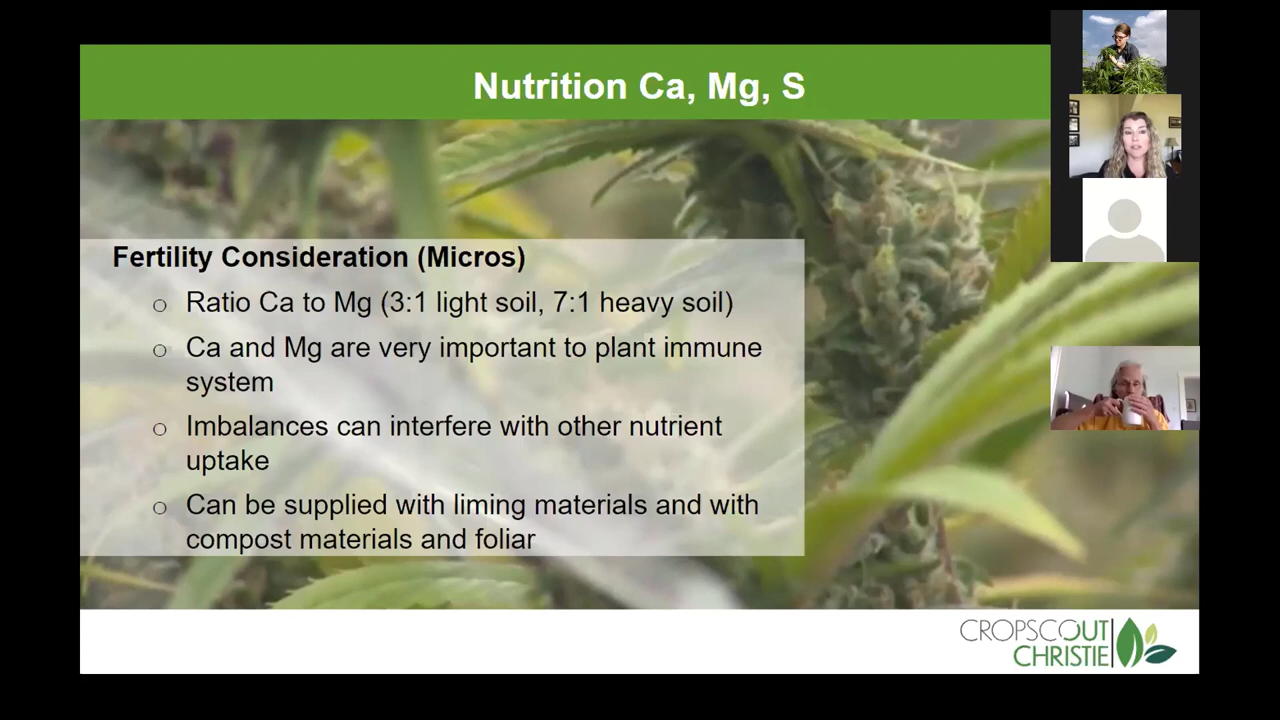 Nutrition Ca, Mg, S
Fertility Consideration (Micros)
Ratio Ca to Mg (3:1 light soil, 7:1 heavy soil)
Ca and Mg are very important to plant immune
system
Imbalances can interfere with other nutrient
uptake
Can be supplied with liming materials and with
compost materials and foliar
CROPSCOUT
CHRISTIE